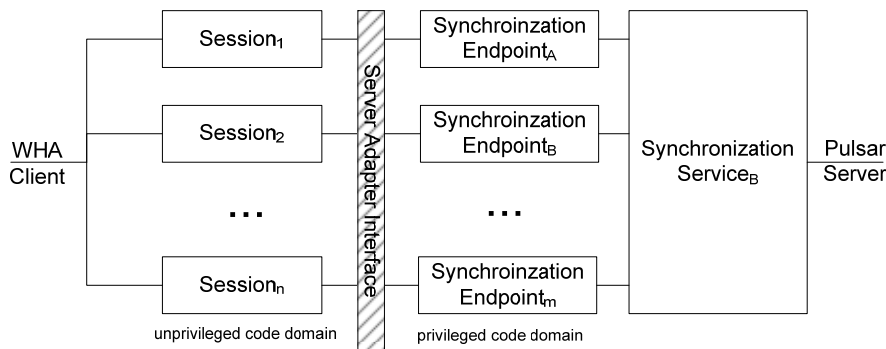 WHA
Client
Session1
Session2
...
Sessionn
unprivileged code domain
Server Adapter Interface
Synchroinzation
EndpointA
Synchroinzation
EndpointB
...
Synchroinzation
Endpointm
privileged code domain
Synchronization
ServiceB
Pulsar
Server